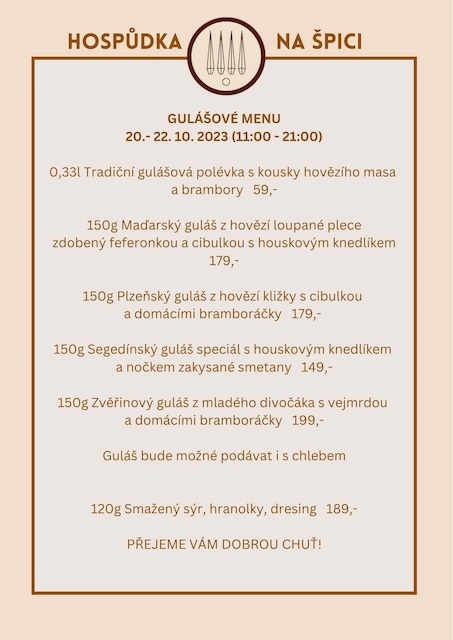 HOSPŮDKA NA ŠPICI
GULÁŠOVÉ MENU
20.- 22. 10. 2023 (11:00 - 21:00)
0,33l Tradiční gulášová polévka s kousky hovězího masa
a brambory 59,-
150g Maďarský guláš z hovězí loupané plece
zdobený feferonkou a cibulkou s houskovým knedlíkem
179,-
150g Plzeňský guláš z hovězí kližky s cibulkou
a domácími bramboráčky 179,-
150g Segedínský guláš speciál s houskovým knedlíkem
a nočkem zakysané smetany 149,-
150g Zvěřinový guláš z mladého divočáka s vejmrdou
a domácími bramboráčky 199,-
Guláš bude možné podávat i s chlebem
120g Smažený sýr, hranolky, dresing 189,-
PŘEJEME VÁM DOBROU CHUŤ!